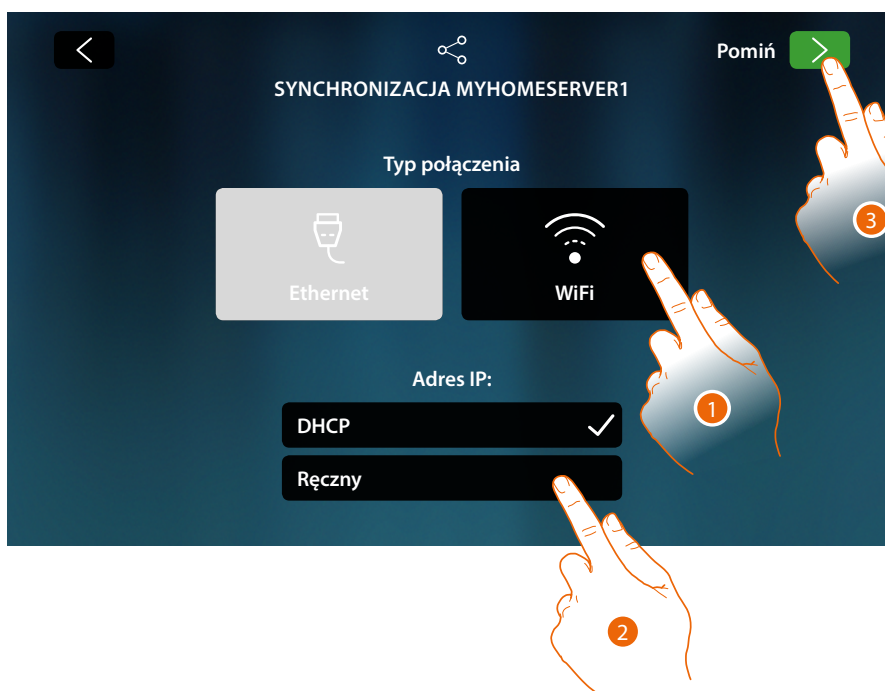 Pomiń
SYNCHRONIZACJA MYHOMESERVER1
Typ połączenia
Ethernet
WiFi
Adres IP:
DHCP
Ręczny
1
2
3